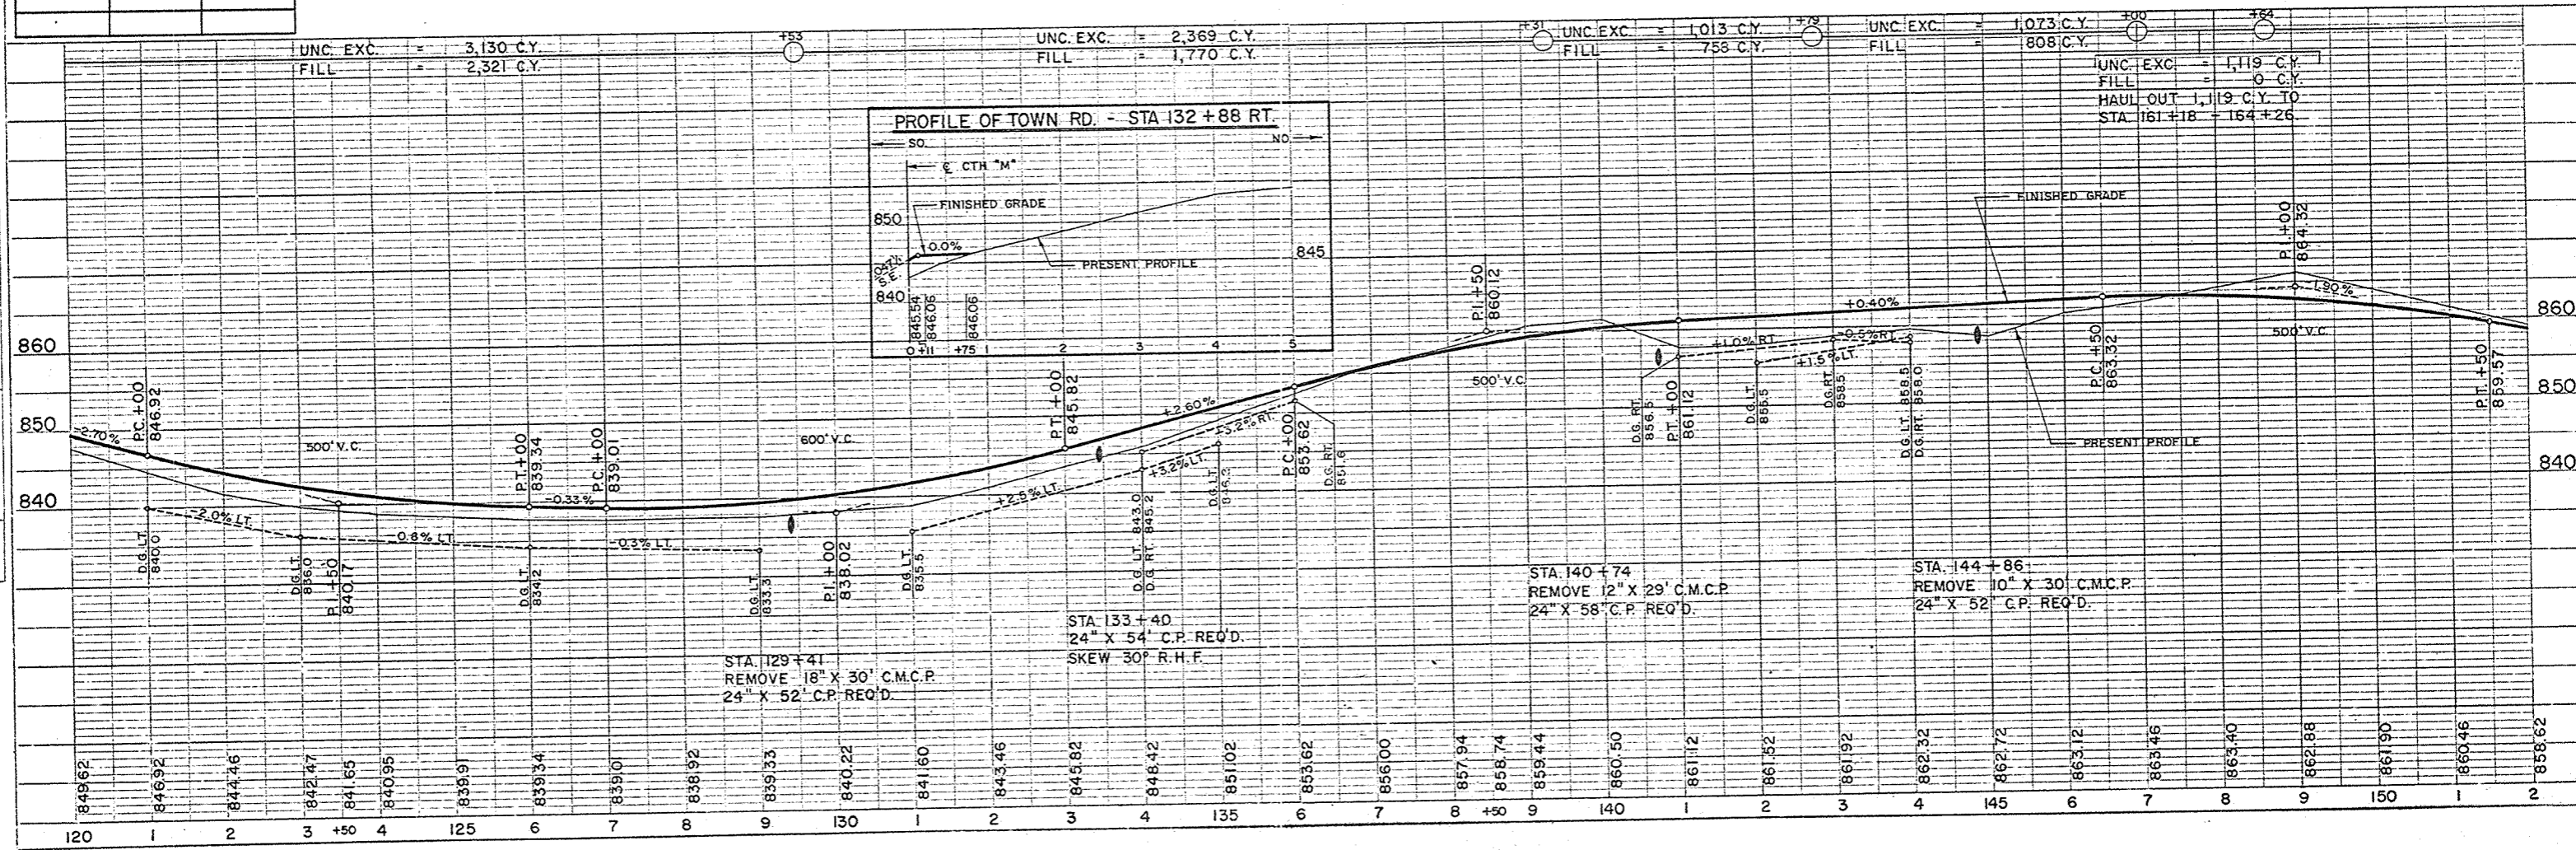 UNC. EXC. = 3,130 C.Y.
FILL = 2,321 C.Y.
+53
UNC. EXC. = 2,369 C.Y.
FILL = 1,770 C.Y.
+31
UNC. EXC. = 1,013 C.Y.
FILL = 758 C.Y.
+79
UNC. EXC. = 1,073 C.Y.
FILL = 808 C.Y.
+00
+64
UNC. EXC. = 1,119 C.Y.
FILL = 0 C.Y.
HAUL OUT 1,119 C.Y. TO
STA. 161+18 - 164+26
PROFILE OF TOWN RD. - STA 132+88 RT.
SO.
NO
℄ CTH "M"
850
FINISHED GRADE
0.0%
845
PRESENT PROFILE
S.E.
840
845.54
846.06
846.06
0 +11 +75 1 2 3 4 5
FINISHED GRADE
P.I. +00
864.32
P.I. +50
860.12
+0.40%
-1.90%
860
860
500' V.C.
P.C. +00
846.92
-2.70%
850
500' V.C.
P.T. +00
839.34
P.C. +00
839.01
600' V.C.
P.T. +00
845.82
+2.60%
+3.2% RT.
500' V.C.
+1.0% RT.
-0.5% RT.
+1.5% LT.
P.C. +50
863.32
P.T. +50
859.57
850
840
-0.33%
-2.0% LT.
-0.3% LT.
+2.5% LT.
+3.2% LT.
D.G. LT.
840.0
D.G. LT.
836.0
P.I. +50
840.17
D.G. LT.
834.2
D.G. LT.
833.3
P.I. +00
838.02
D.G. LT.
835.5
D.G. LT. 843.0
D.G. RT. 845.2
D.G. LT.
P.C. +00
853.62
D.G. RT.
851.6
D.G. RT.
856.5
P.T. +00
861.12
D.G. LT.
855.5
D.G. RT.
858.5
D.G. LT. 858.5
D.G. RT. 858.0
PRESENT PROFILE
840
STA. 129+41
REMOVE 18" X 30' C.M.C.P.
24" X 52' C.P. REQ'D.
STA 133+40
24" X 54' C.P. REQ'D.
SKEW 30° R.H.F.
STA. 140+74
REMOVE 12" X 29' C.M.C.P.
24" X 58' C.P. REQ'D.
STA. 144+86
REMOVE 10" X 30' C.M.C.P.
24" X 52' C.P. REQ'D.
849.62 846.92 844.46 842.47 841.65 840.95 839.91 839.34 839.01 838.92 839.33 840.22 841.60 843.46 845.82 848.42 851.02 853.62 856.00 857.94 858.74 859.44 860.50 861.12 861.52 861.92 862.32 862.72 863.12 863.46 863.40 862.88 861.90 860.46 858.62
120 1 2 3 +50 4 125 6 7 8 9 130 1 2 3 4 135 6 7 8 +50 9 140 1 2 3 4 145 6 7 8 9 150 1 2